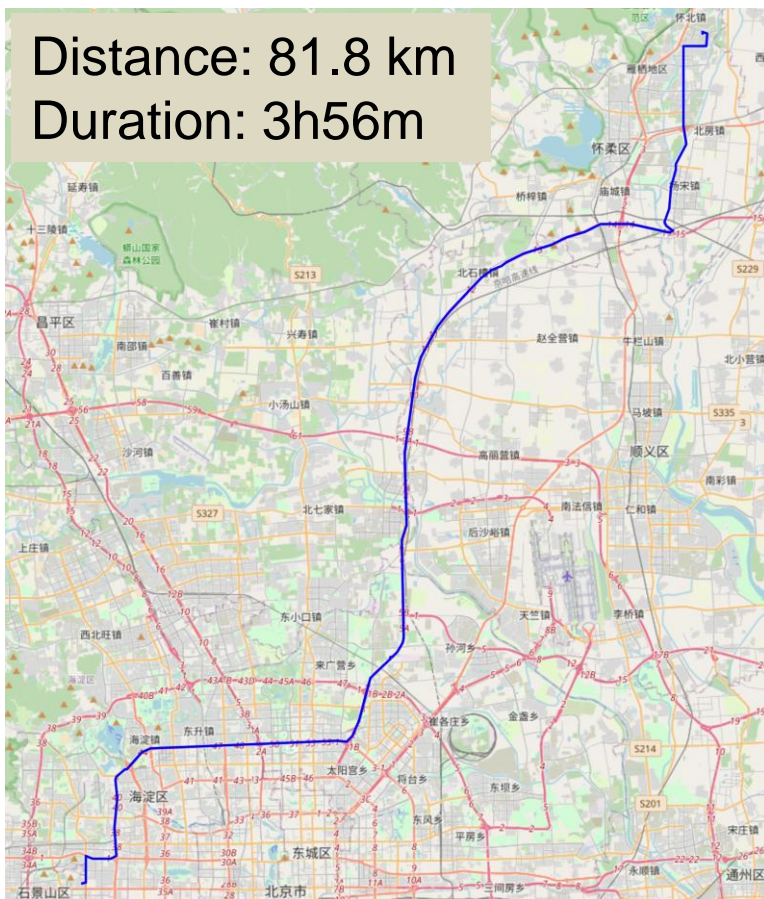 Distance: 81.8 km
Duration: 3h56m
怀北镇
雁栖地区
北房镇
怀柔区
延寿镇
桥梓镇
庙城镇
杨宋镇
十三陵镇
蟒山国家
森林公园
S213
北石槽镇
京哈高速线
S229
昌平区
崔村镇
兴寿镇
南邵镇
赵全营镇
牛栏山镇
北小营镇
百善镇
小汤山镇
马坡镇
S335
沙河镇
高丽营镇
顺义区
南彩镇
S327
北七家镇
南法信镇
仁和镇
后沙峪镇
上庄镇
东小口镇
天竺镇
李桥镇
西北旺镇
来广营乡
孙河乡
海淀区
东升镇
海淀镇
崔各庄乡
金盏乡
S214
太阳宫乡
将台乡
海淀区
东坝乡
S201
东风乡
平房乡
宋庄镇
东城区
永顺镇
通州区
石景山区
北京市
三间房乡